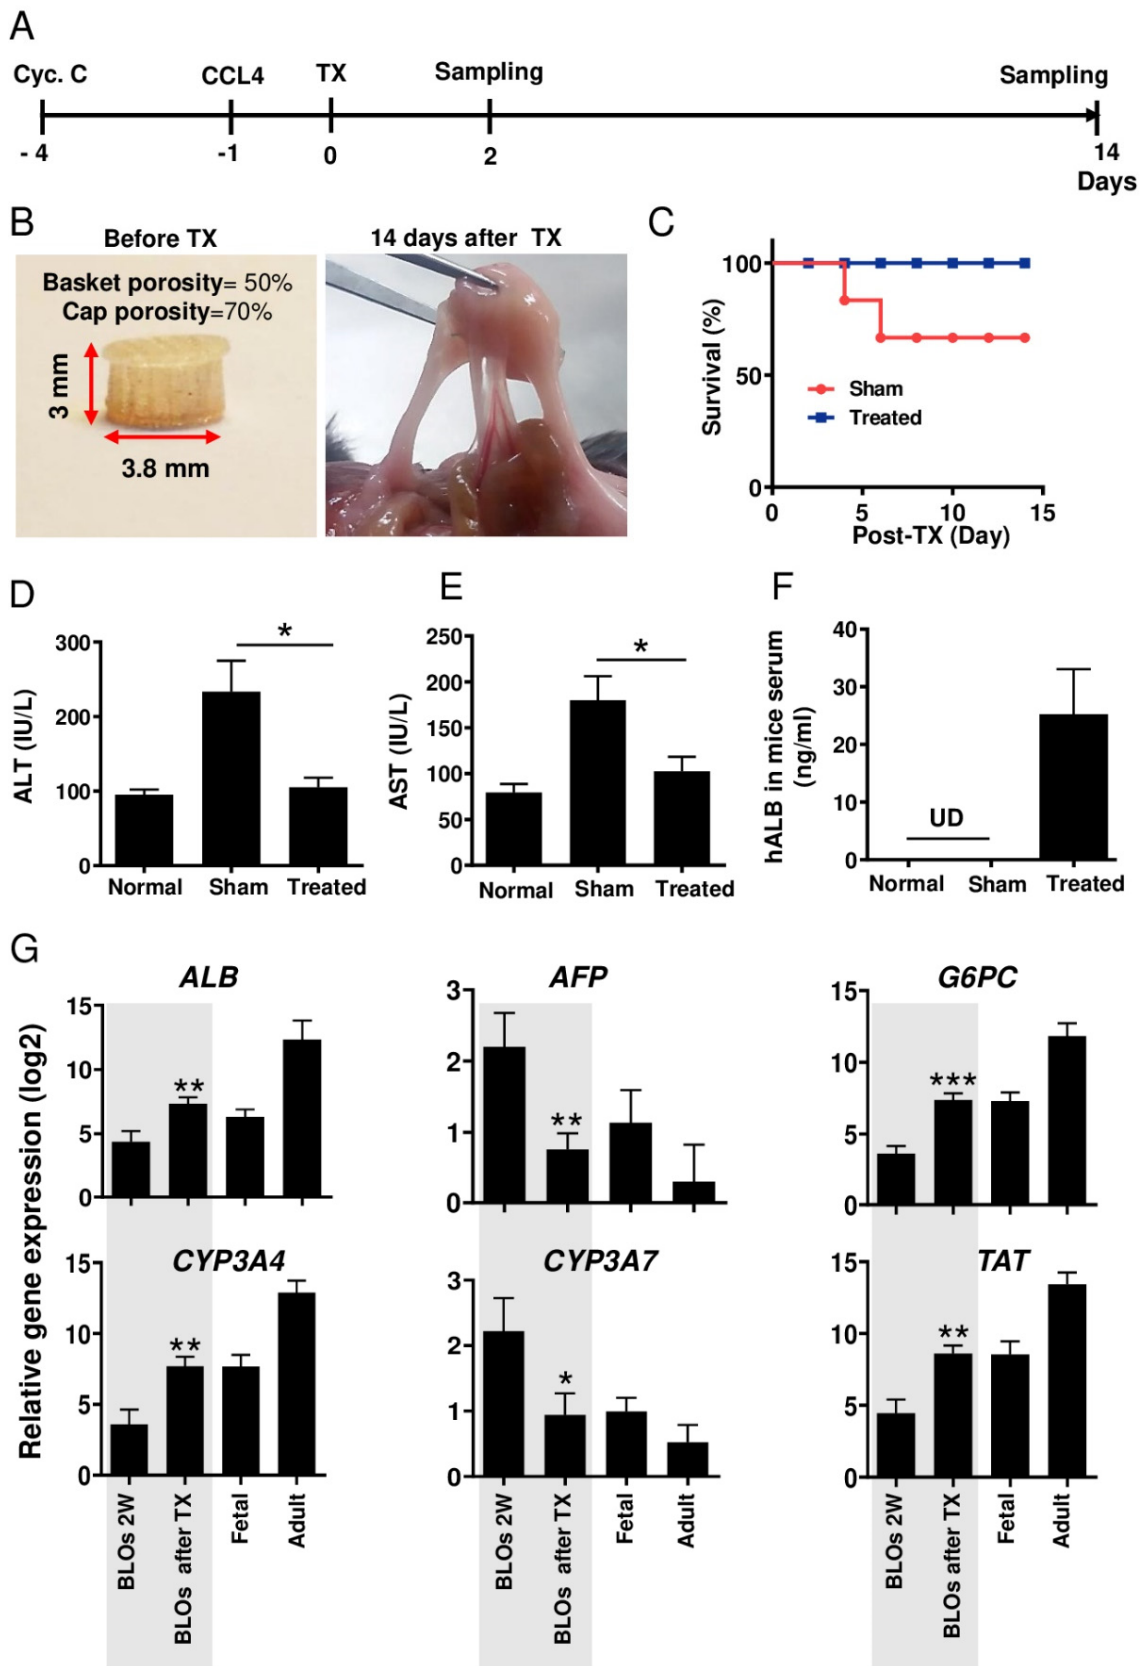 A
Cyc. C CCL4 TX Sampling Sampling
- 4 -1 0 2 14
Days
B
Before TX
14 days after TX
Basket porosity= 50%
Cap porosity=70%
3 mm
3.8 mm
C
Survival (%)
100
50
0
0 5 10 15
Post-TX (Day)
Sham
Treated
D
ALT (IU/L)
300
200
100
0
*
Normal Sham Treated
E
AST (IU/L)
250
200
150
100
50
0
*
Normal Sham Treated
F
hALB in mice serum
(ng/ml)
40
30
20
10
0
UD
Normal Sham Treated
G
Relative gene expression (log2)
ALB
15
10
5
0
**
AFP
3
2
1
0
**
G6PC
15
10
5
0
***
CYP3A4
15
10
5
0
**
BLOs 2W
BLOs after TX
Fetal
Adult
CYP3A7
3
2
1
0
*
BLOs 2W
BLOs after TX
Fetal
Adult
TAT
15
10
5
0
**
BLOs 2W
BLOs after TX
Fetal
Adult